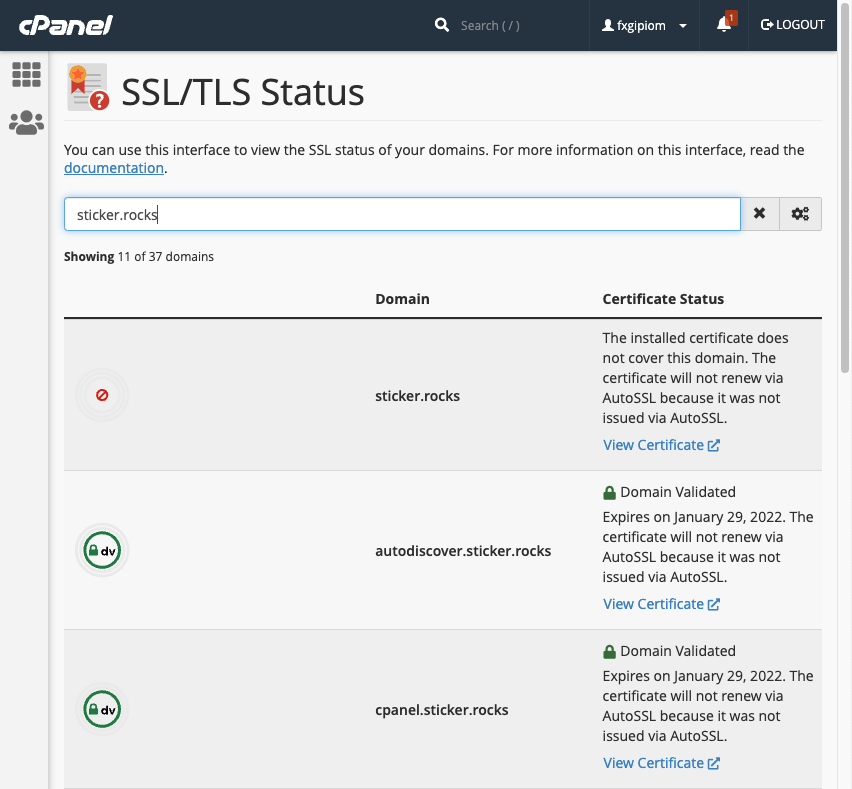 cPanel
Search ( / )
fxgipiom
1
LOGOUT
SSL/TLS Status
You can use this interface to view the SSL status of your domains. For more information on this interface, read the
documentation.
sticker.rocks
Showing 11 of 37 domains
Domain
Certificate Status
sticker.rocks
The installed certificate does
not cover this domain. The
certificate will not renew via
AutoSSL because it was not
issued via AutoSSL.
View Certificate
dv
autodiscover.sticker.rocks
Domain Validated
Expires on January 29, 2022. The
certificate will not renew via
AutoSSL because it was not
issued via AutoSSL.
View Certificate
dv
cpanel.sticker.rocks
Domain Validated
Expires on January 29, 2022. The
certificate will not renew via
AutoSSL because it was not
issued via AutoSSL.
View Certificate